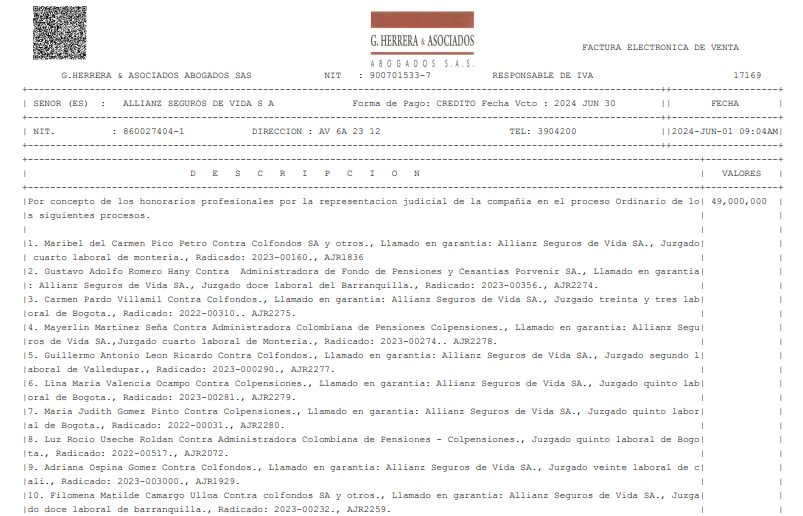 G. HERRERA & ASOCIADOS
ABOGADOS S.A.S.
FACTURA ELECTRONICA DE VENTA
G.HERRERA & ASOCIADOS ABOGADOS SAS NIT : 900701533-7 RESPONSABLE DE IVA 17169
SENOR (ES) : ALLIANZ SEGUROS DE VIDA S A Forma de Pago: CREDITO Fecha Vcto : 2024 JUN 30 FECHA
NIT. : 860027404-1 DIRECCION : AV 6A 23 12 TEL: 3904200 2024-JUN-01 09:04AM
D E S C R I P C I O N VALORES
Por concepto de los honorarios profesionales por la representacion judicial de la compañia en el proceso Ordinario de lo 49,000,000
s siguientes procesos.
1. Maribel del Carmen Pico Petro Contra Colfondos SA y otros., Llamado en garantia: Allianz Seguros de Vida SA., Juzgado
cuarto laboral de monteria., Radicado: 2023-00160., AJR1836
2. Gustavo Adolfo Romero Hany Contra Administradora de Fondo de Pensiones y Cesantias Porvenir SA., Llamado en garantia
: Allianz Seguros de Vida SA., Juzgado doce laboral del Barranquilla., Radicado: 2023-00356., AJR2274.
3. Carmen Pardo Villamil Contra Colfondos., Llamado en garantia: Allianz Seguros de Vida SA., Juzgado treinta y tres lab
oral de Bogota., Radicado: 2022-00310.. AJR2275.
4. Mayerlin Martinez Seña Contra Administradora Colombiana de Pensiones Colpensiones., Llamado en garantia: Allianz Segu
ros de Vida SA.,Juzgado cuarto laboral de Monteria., Radicado: 2023-00274.. AJR2278.
5. Guillermo Antonio Leon Ricardo Contra Colfondos., Llamado en garantia: Allianz Seguros de Vida SA., Juzgado segundo l
aboral de Valledupar., Radicado: 2023-000290., AJR2277.
6. Lina Maria Valencia Ocampo Contra Colpensiones., Llamado en garantia: Allianz Seguros de Vida SA., Juzgado quinto lab
oral de Bogota., Radicado: 2023-00281., AJR2279.
7. Maria Judith Gomez Pinto Contra Colpensiones., Llamado en garantia: Allianz Seguros de Vida SA., Juzgado quinto labor
al de Bogota., Radicado: 2022-00031., AJR2280.
8. Luz Rocio Useche Roldan Contra Administradora Colombiana de Pensiones - Colpensiones., Juzgado quinto laboral de Bogo
ta., Radicado: 2022-00517., AJR2072.
9. Adriana Ospina Gomez Contra Colfondos., Llamado en garantia: Allianz Seguros de Vida SA., Juzgado veinte laboral de c
ali., Radicado: 2023-003000., AJR1929.
10. Filomena Matilde Camargo Ulloa Contra colfondos SA y otros., Llamado en garantia: Allianz Seguros de Vida SA., Juzga
do doce laboral de barranquilla., Radicado: 2023-00232., AJR2259.